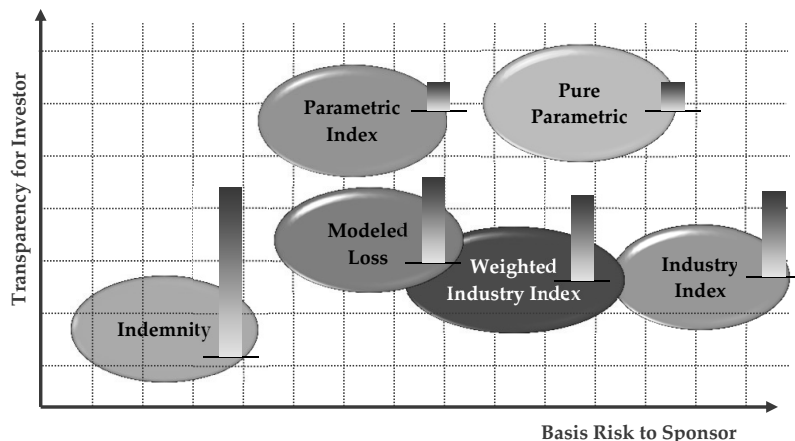 Transparency for Investor
Parametric
Index
Pure
Parametric
Modeled
Loss
Weighted
Industry Index
Industry
Index
Indemnity
Basis Risk to Sponsor